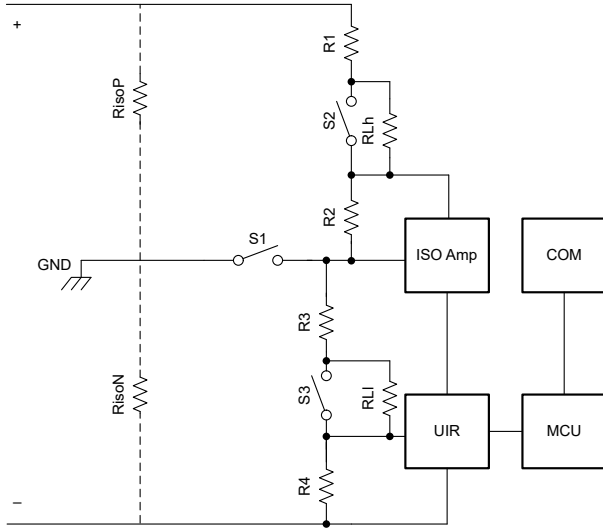 +
R1
RisoP
S2
RLh
R2
S1
ISO Amp
COM
GND
R3
RisoN
S3
RLl
UIR
MCU
R4
–